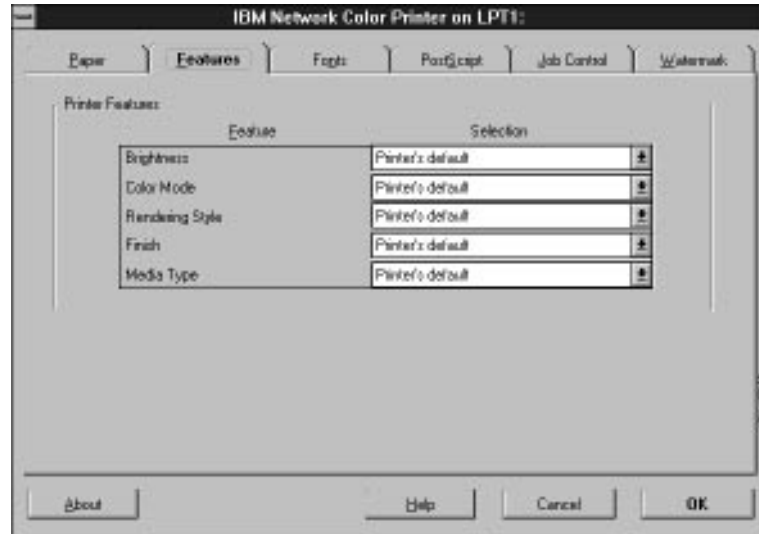 IBM Network Color Printer on LPT1:
Paper Features Fonts PostScript Job Control Watermark
Printer Features
Feature Selection
Brightness Printer's default
Color Mode Printer's default
Rendering Style Printer's default
Finish Printer's default
Media Type Printer's default
About Help Cancel OK